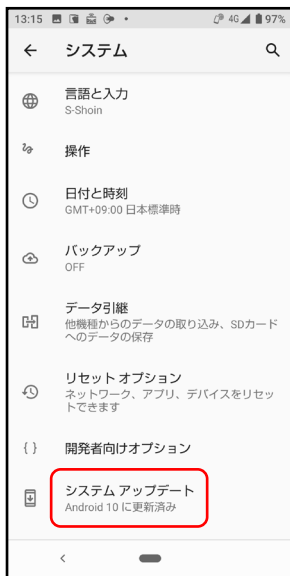 13:15 4G 97%
システム
言語と入力
S-Shoin
操作
日付と時刻
GMT+09:00 日本標準時
バックアップ
OFF
データ引継
他機種からのデータの取り込み、SDカード
へのデータの保存
リセット オプション
ネットワーク、アプリ、デバイスをリセッ
トできます
{ } 開発者向けオプション
システム アップデート
Android 10 に更新済み